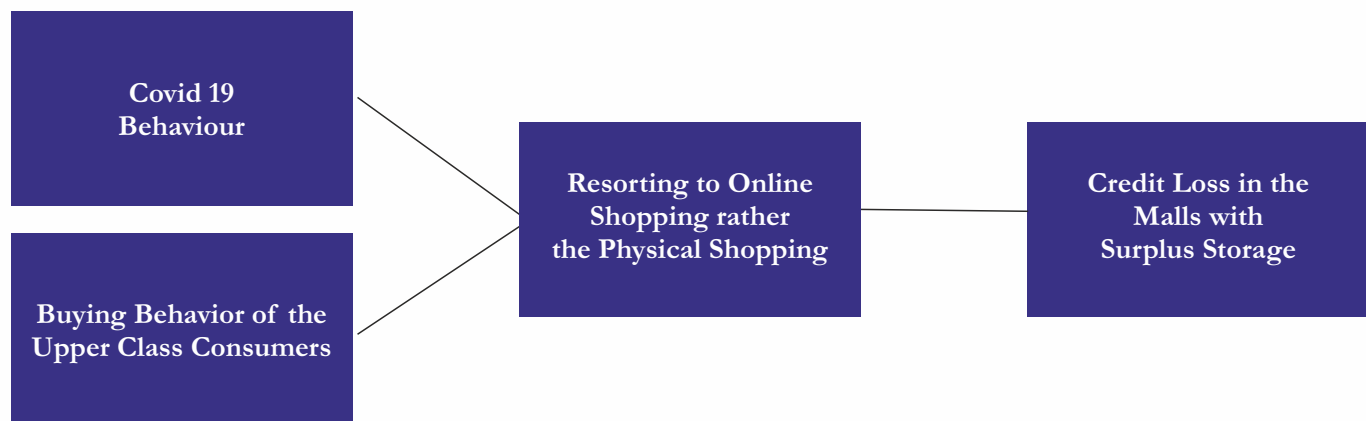 Covid 19
Behaviour
Buying Behavior of the
Upper Class Consumers
Resorting to Online
Shopping rather
the Physical Shopping
Credit Loss in the
Malls with
Surplus Storage